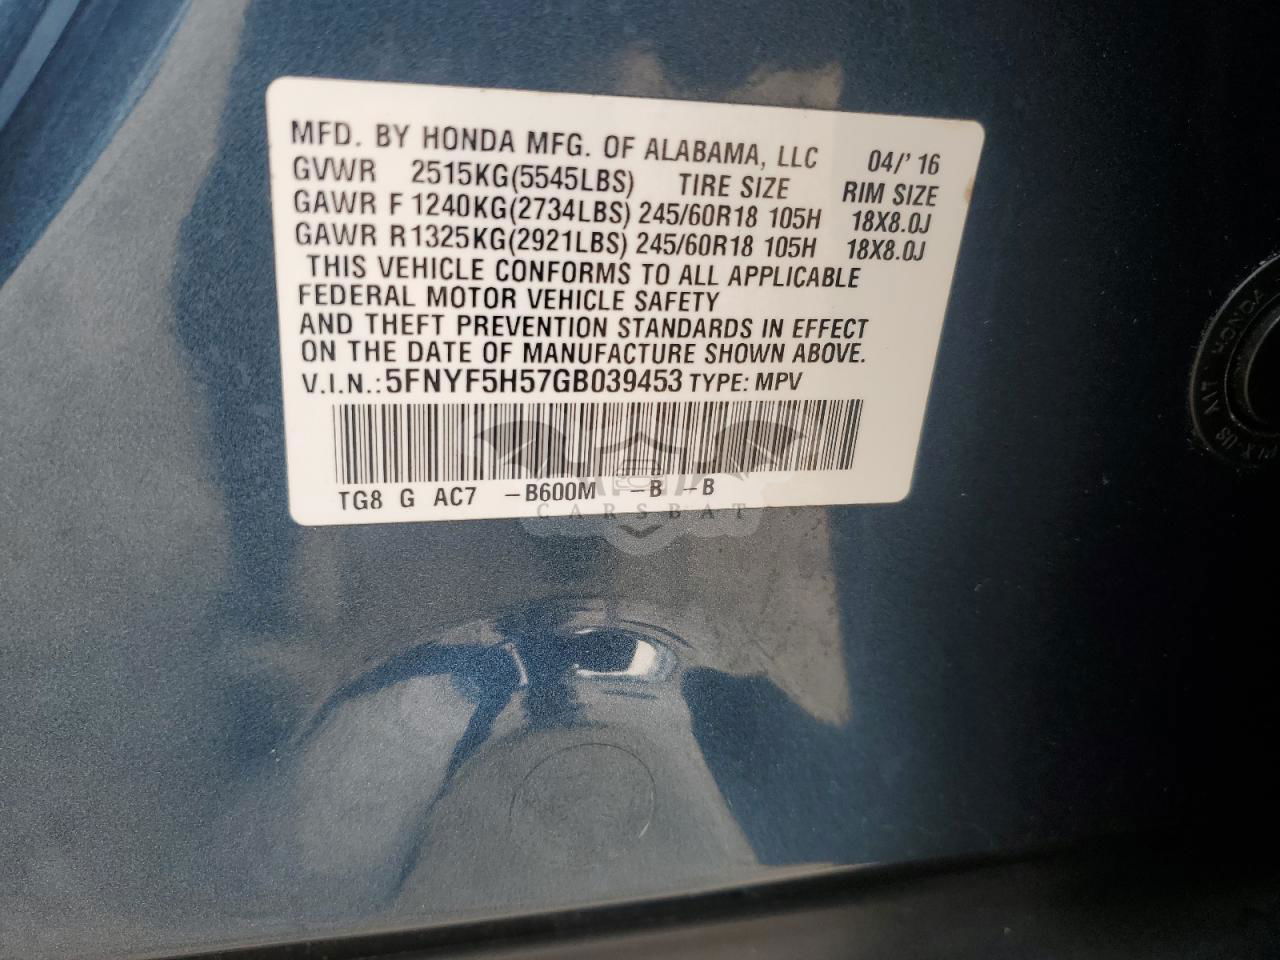 MFD. BY HONDA MFG. OF ALABAMA, LLC 04/' 16
GVWR 2515KG(5545LBS) TIRE SIZE RIM SIZE
GAWR F 1240KG(2734LBS) 245/60R18 105H 18X8.0J
GAWR R1325KG(2921LBS) 245/60R18 105H 18X8.0J
THIS VEHICLE CONFORMS TO ALL APPLICABLE
FEDERAL MOTOR VEHICLE SAFETY
AND THEFT PREVENTION STANDARDS IN EFFECT
ON THE DATE OF MANUFACTURE SHOWN ABOVE.
V.I.N.: 5FNYF5H57GB039453 TYPE: MPV
TG8 G AC7 -B600M -B -B
CARSBAT
HONDA